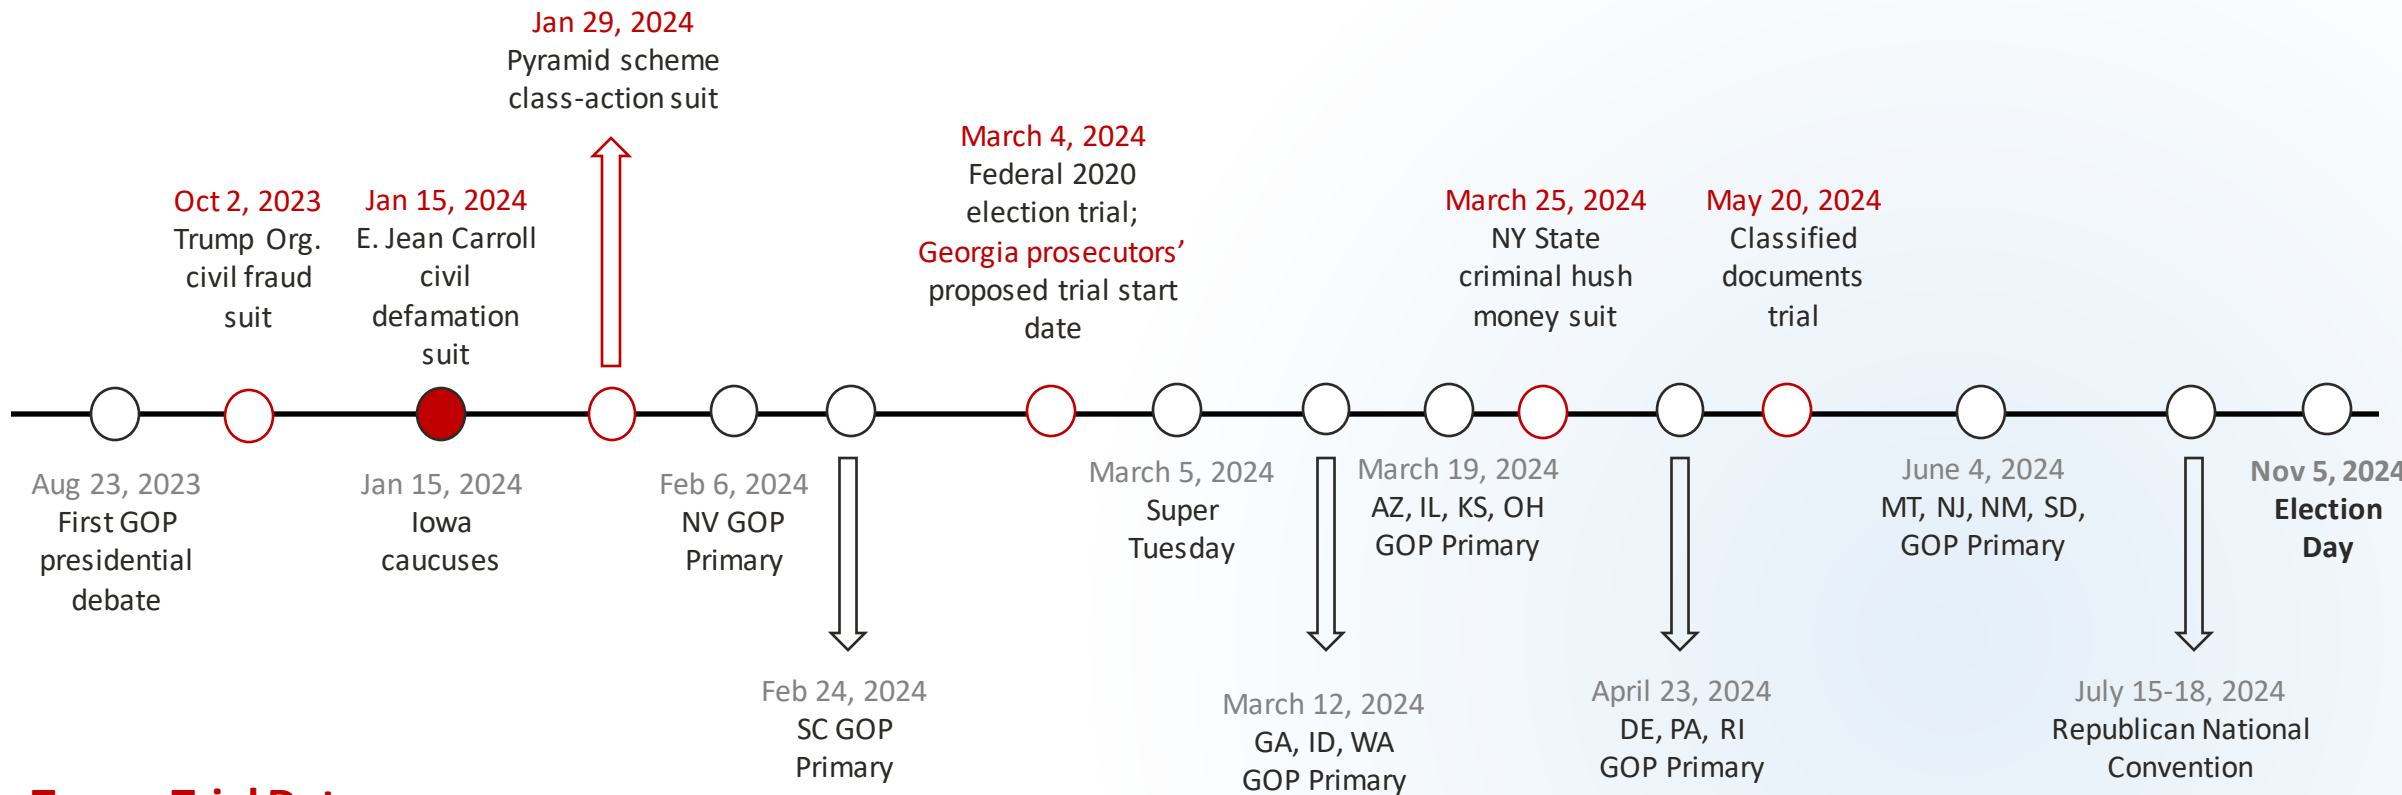 Jan 29, 2024
Pyramid scheme
class-action suit
Oct 2, 2023
Trump Org.
civil fraud
suit
Jan 15, 2024
E. Jean Carroll
civil
defamation
suit
March 4, 2024
Federal 2020
election trial;
Georgia prosecutors’
proposed trial start
date
March 25, 2024
NY State
criminal hush
money suit
May 20, 2024
Classified
documents
trial
Aug 23, 2023
First GOP
presidential
debate
Jan 15, 2024
Iowa
caucuses
Feb 6, 2024
NV GOP
Primary
Feb 24, 2024
SC GOP
Primary
March 5, 2024
Super
Tuesday
March 12, 2024
GA, ID, WA
GOP Primary
March 19, 2024
AZ, IL, KS, OH
GOP Primary
April 23, 2024
DE, PA, RI
GOP Primary
June 4, 2024
MT, NJ, NM, SD,
GOP Primary
July 15-18, 2024
Republican National
Convention
Nov 5, 2024
Election
Day